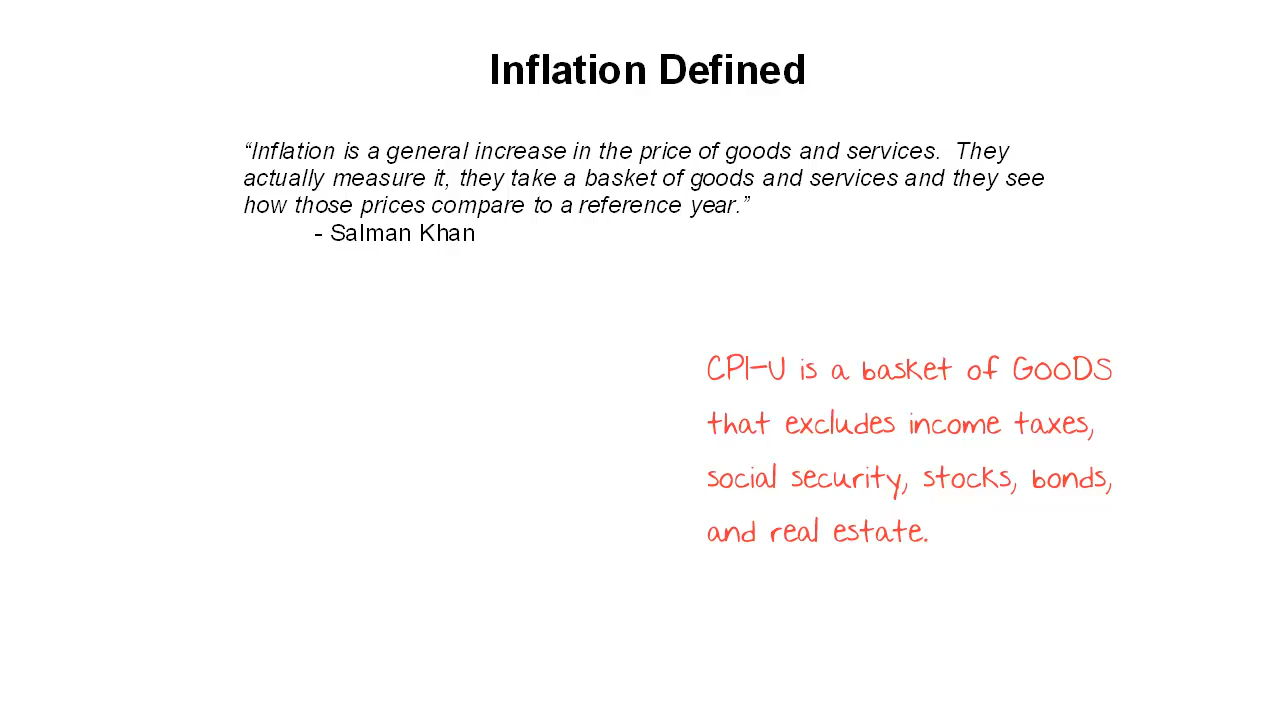 Inflation Defined
“Inflation is a general increase in the price of goods and services.  They
actually measure it, they take a basket of goods and services and they see
how those prices compare to a reference year.”
- Salman Khan
CPI-U is a basket of GOODS
that excludes income taxes,
social security, stocks, bonds,
and real estate.